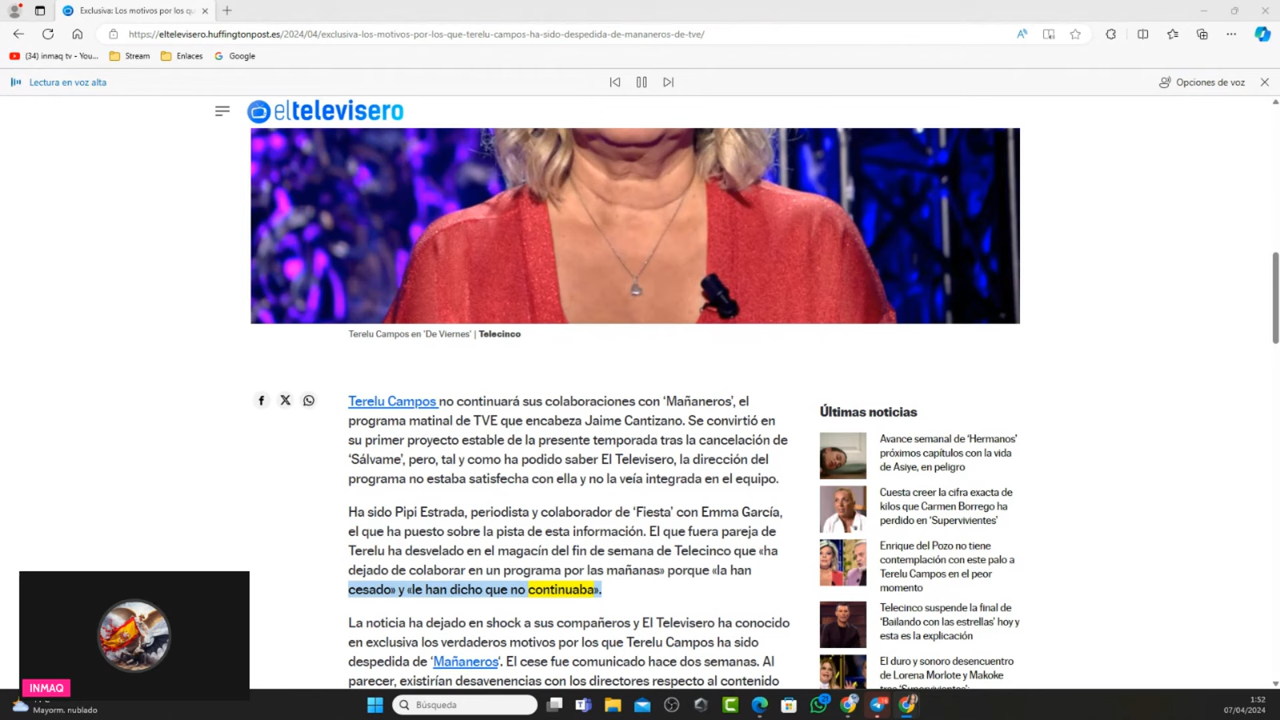 Exclusiva: Los motivos por los qu
https://eltelevisero.huffingtonpost.es/2024/04/exclusiva-los-motivos-por-los-que-terelu-campos-ha-sido-despedida-de-mananeros-de-tve/
(34) inmaq tv - You...
Stream
Enlaces
Google
Lectura en voz alta
Opciones de voz
eltelevisero
Terelu Campos en 'De Viernes' | Telecinco
Terelu Campos no continuará sus colaboraciones con ‘Mañaneros’, el
programa matinal de TVE que encabeza Jaime Cantizano. Se convirtió en
su primer proyecto estable de la presente temporada tras la cancelación de
‘Sálvame’, pero, tal y como ha podido saber El Televisero, la dirección del
programa no estaba satisfecha con ella y no la veía integrada en el equipo.
Ha sido Pipi Estrada, periodista y colaborador de ‘Fiesta’ con Emma García,
el que ha puesto sobre la pista de esta información. El que fuera pareja de
Terelu ha desvelado en el magacín del fin de semana de Telecinco que «ha
dejado de colaborar en un programa por las mañanas» porque «la han
cesado» y «le han dicho que no continuaba».
La noticia ha dejado en shock a sus compañeros y El Televisero ha conocido
en exclusiva los verdaderos motivos por los que Terelu Campos ha sido
despedida de ‘Mañaneros’. El cese fue comunicado hace dos semanas. Al
parecer, existirían desavenencias con los directores respecto al contenido
Últimas noticias
Avance semanal de ‘Hermanos’
próximos capítulos con la vida
de Asiye, en peligro
Cuesta creer la cifra exacta de
kilos que Carmen Borrego ha
perdido en ‘Supervivientes’
Enrique del Pozo no tiene
contemplación con este palo a
Terelu Campos en el peor
momento
Telecinco suspende la final de
‘Bailando con las estrellas’ hoy y
esta es la explicación
El duro y sonoro desencuentro
de Lorena Morlote y Makoke
tras ‘Supervivientes’:
INMAQ
Mayorm. nublado
Búsqueda
1:52
07/04/2024